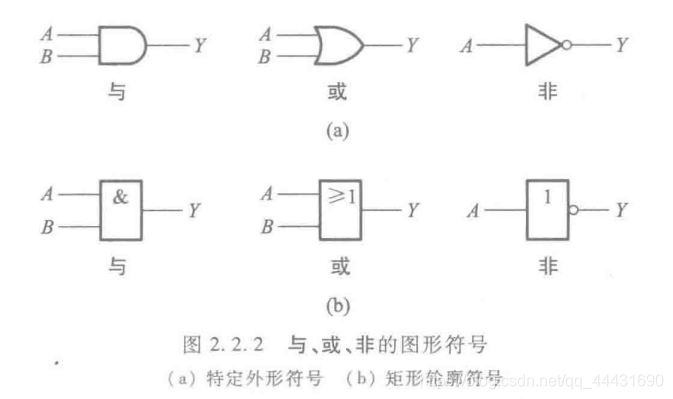 A Y A Y A Y
B B
与 或 非
(a)
A & Y A ≥1 Y A 1 Y
B B
与 或 非
(b)
图 2.2.2 与、或、非的图形符号
(a) 特定外形符号 (b) 矩形轮廓符号
https://blog.csdn.net/qq_44431690